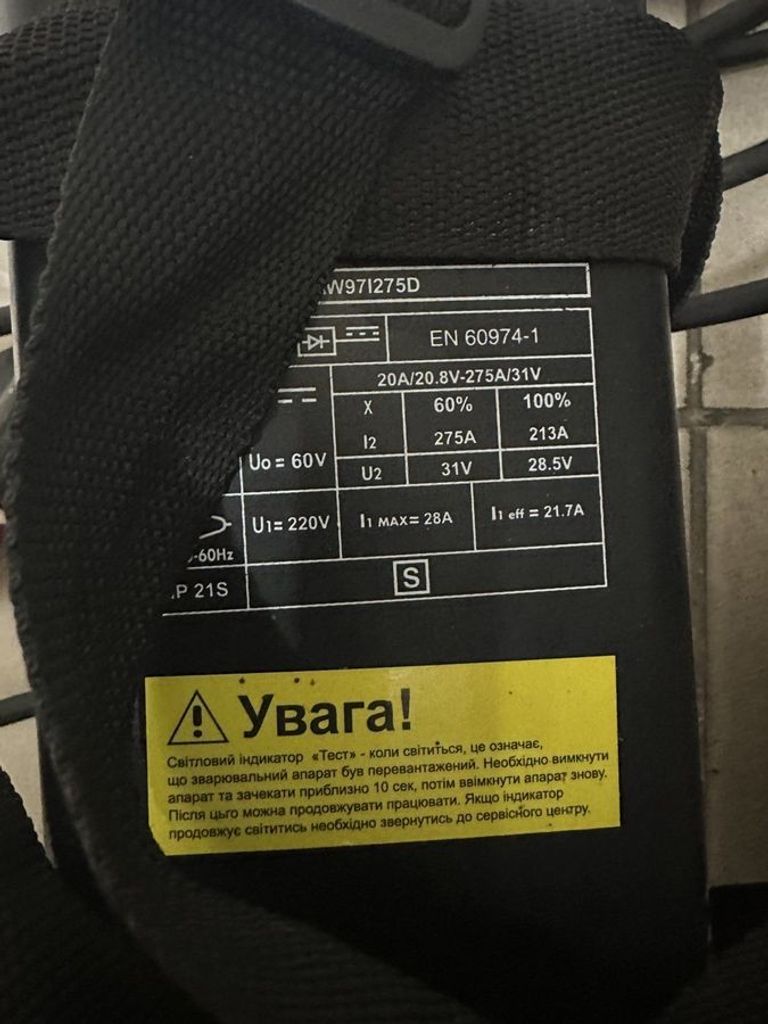 W97I275D
EN 60974-1
20A/20.8V-275A/31V
X 60% 100%
I2 275A 213A
Uo = 60V
U2 31V 28.5V
U1= 220V I1 MAX= 28A I1 eff = 21.7A
-60Hz
P 21S
S
Увага!
Світловий індикатор «Тест» - коли світиться, це означає,
що зварювальний апарат був перевантажений. Необхідно вимкнути
апарат та зачекати приблизно 10 сек, потім ввімкнути апарат знову.
Після цього можна продовжувати працювати. Якщо індикатор
продовжує світитись необхідно звернутись до сервісного центру.